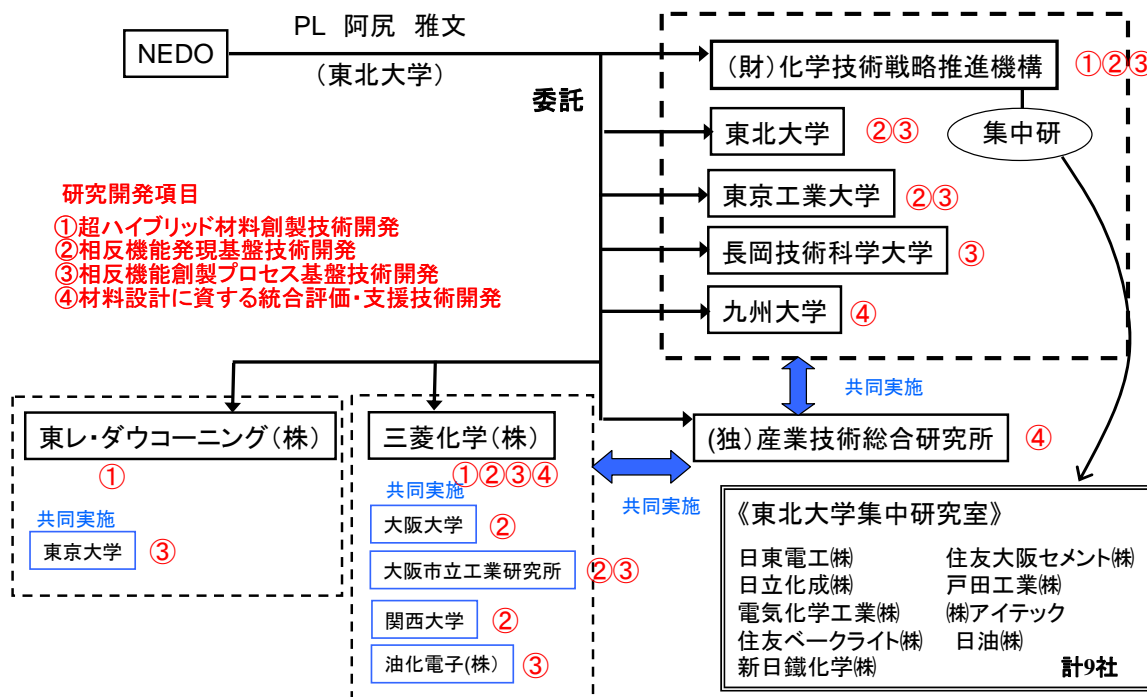 NEDO
PL 阿尻 雅文
(東北大学)
委託
(財)化学技術戦略推進機構
①②③
集中研
東北大学
②③
東京工業大学
②③
長岡技術科学大学
③
九州大学
④
研究開発項目
①超ハイブリッド材料創製技術開発
②相反機能発現基盤技術開発
③相反機能創製プロセス基盤技術開発
④材料設計に資する統合評価・支援技術開発
共同実施
東レ・ダウコーニング(株)
①
共同実施
東京大学
③
三菱化学(株)
①②③④
共同実施
大阪大学
②
大阪市立工業研究所
②③
関西大学
②
油化電子(株)
③
(独)産業技術総合研究所
④
共同実施
《東北大学集中研究室》
日東電工㈱ 住友大阪セメント㈱
日立化成㈱ 戸田工業㈱
電気化学工業㈱ ㈱アイテック
住友ベークライト㈱ 日油㈱
新日鐵化学㈱ 計9社